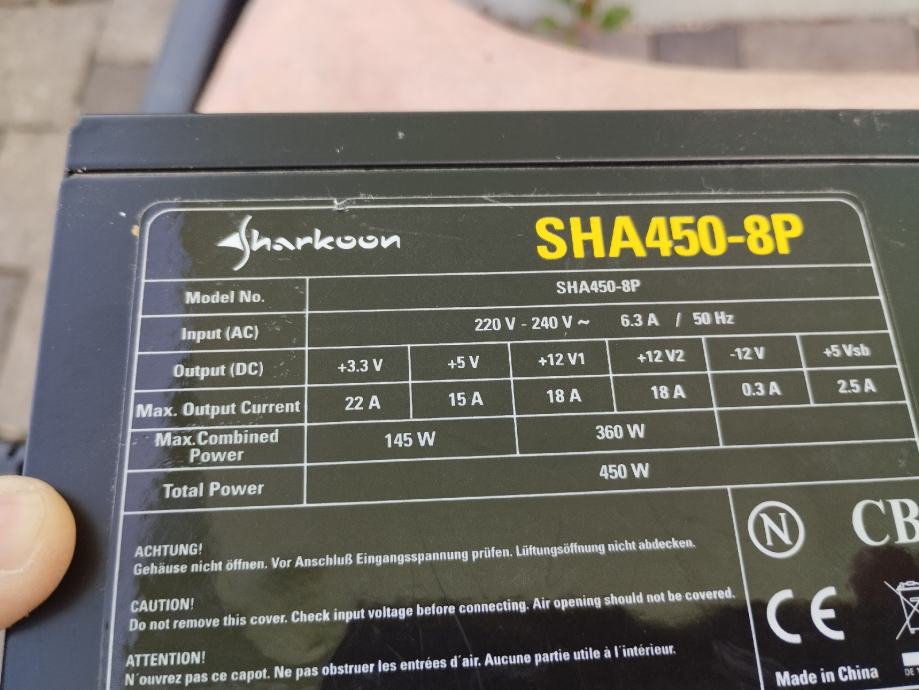 Sharkoon SHA450-8P
Model No. SHA450-8P
Input (AC) 220 V - 240 V ~ 6.3 A / 50 Hz
Output (DC) +3.3 V +5 V +12 V1 +12 V2 -12 V +5 Vsb
Max. Output Current 22 A 15 A 18 A 18 A 0.3 A 2.5 A
Max.Combined
Power 145 W 360 W
Total Power 450 W
ACHTUNG!
Gehäuse nicht öffnen. Vor Anschluß Eingangsspannung prüfen. Lüftungsöffnung nicht abdecken.
CAUTION!
Do not remove this cover. Check input voltage before connecting. Air opening should not be covered.
ATTENTION!
N´ouvrez pas ce capot. Ne pas obstruer les entrées d´air. Aucune partie utile à l´intérieur.
N CB
CE
Made in China
DE